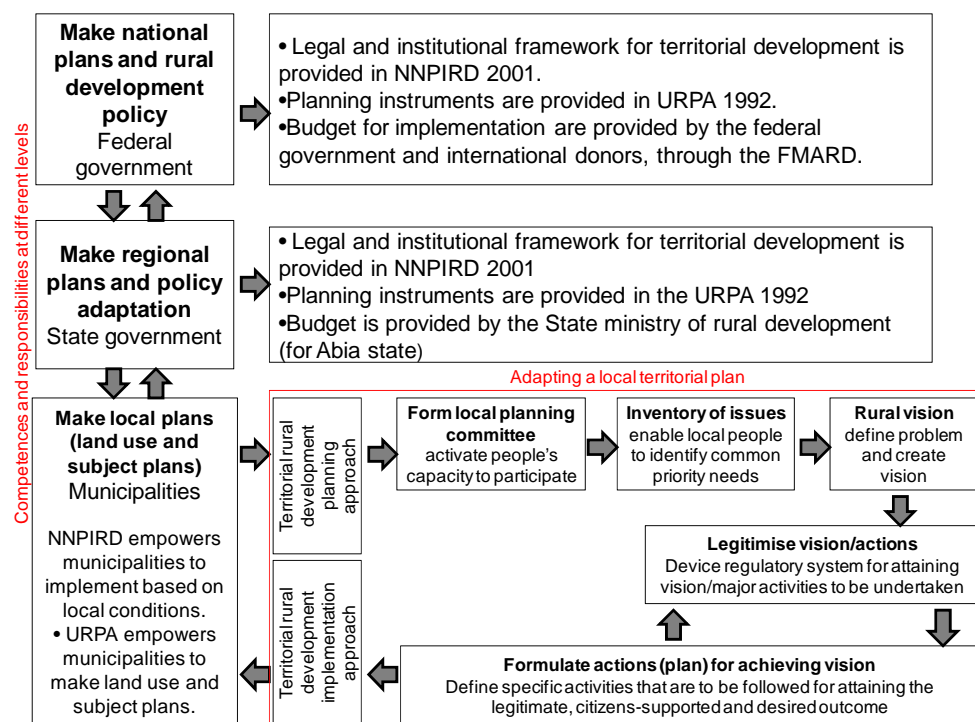 Competences and responsibilities at different levels
Make national
plans and rural
development
policy
Federal
government
• Legal and institutional framework for territorial development is
provided in NNPIRD 2001.
•Planning instruments are provided in URPA 1992.
•Budget for implementation are provided by the federal
government and international donors, through the FMARD.
Make regional
plans and policy
adaptation
State government
• Legal and institutional framework for territorial development is
provided in NNPIRD 2001
•Planning instruments are provided in the URPA 1992
•Budget is provided by the State ministry of rural development
(for Abia state)
Adapting a local territorial plan
Make local plans
(land use and
subject plans)
Municipalities
NNPIRD empowers
municipalities to
implement based on
local conditions.
• URPA empowers
municipalities to
make land use and
subject plans.
Territorial rural
development
planning
approach
Form local planning
committee
activate people's
capacity to participate
Inventory of issues
enable local people
to identify common
priority needs
Rural vision
define problem
and create
vision
Legitimise vision/actions
Device regulatory system for attaining
vision/major activities to be undertaken
Territorial rural
development
implementation
approach
Formulate actions (plan) for achieving vision
Define specific activities that are to be followed for attaining the
legitimate, citizens-supported and desired outcome